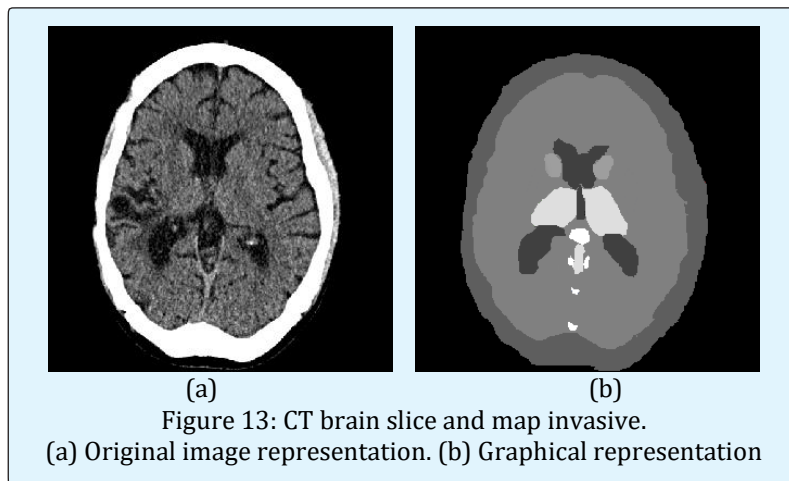 (a) (b)
Figure 13: CT brain slice and map invasive.
(a) Original image representation. (b) Graphical representation